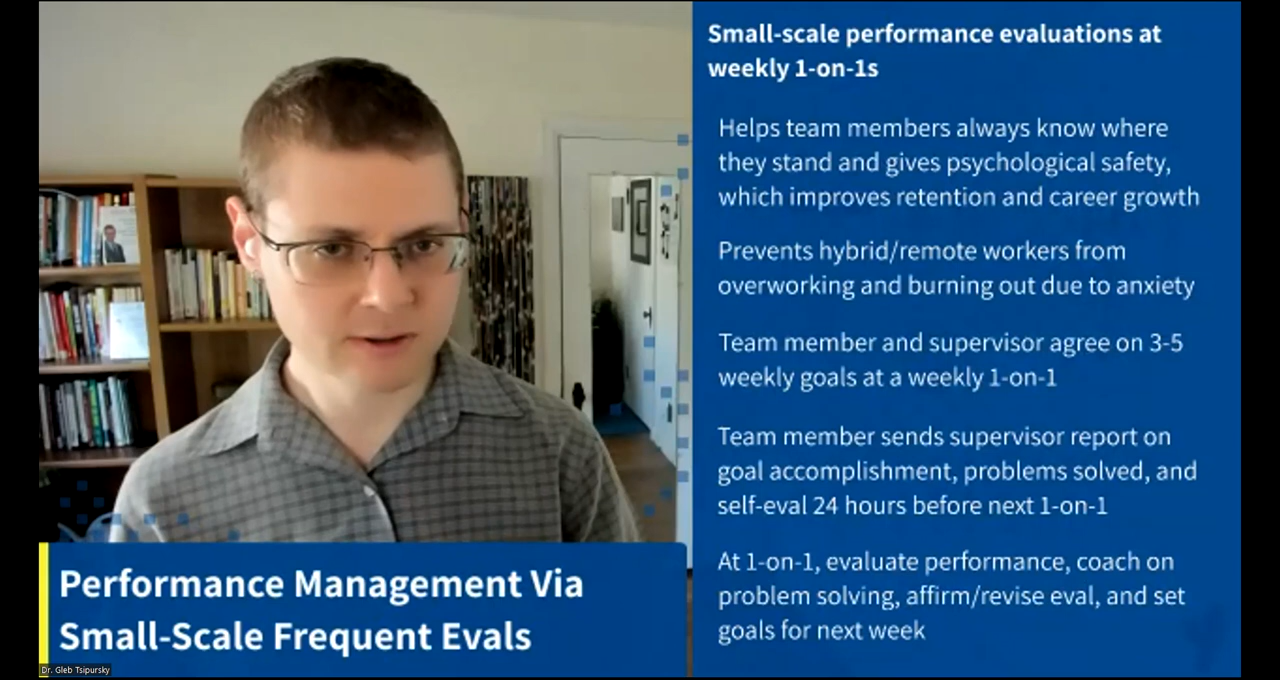 Small-scale performance evaluations at
weekly 1-on-1s
Helps team members always know where
they stand and gives psychological safety,
which improves retention and career growth
Prevents hybrid/remote workers from
overworking and burning out due to anxiety
Team member and supervisor agree on 3-5
weekly goals at a weekly 1-on-1
Team member sends supervisor report on
goal accomplishment, problems solved, and
self-eval 24 hours before next 1-on-1
At 1-on-1, evaluate performance, coach on
problem solving, affirm/revise eval, and set
goals for next week
Performance Management Via
Small-Scale Frequent Evals
Dr. Gleb Tsipursky